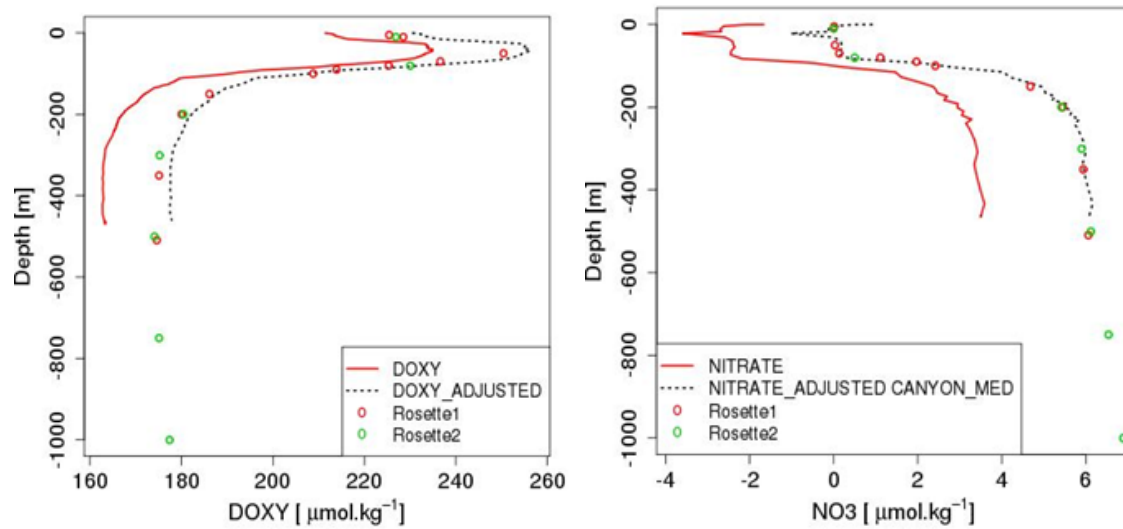 Depth [m]
-0
-200
-400
-600
-800
-1000
DOXY
DOXY_ADJUSTED
Rosette1
Rosette2
160 180 200 220 240 260
DOXY [ μmol.kg⁻¹]
Depth [m]
-0
-200
-400
-600
-800
-1000
NITRATE
NITRATE_ADJUSTED CANYON_MED
Rosette1
Rosette2
-4 -2 0 2 4 6
NO3 [ μmol.kg⁻¹]